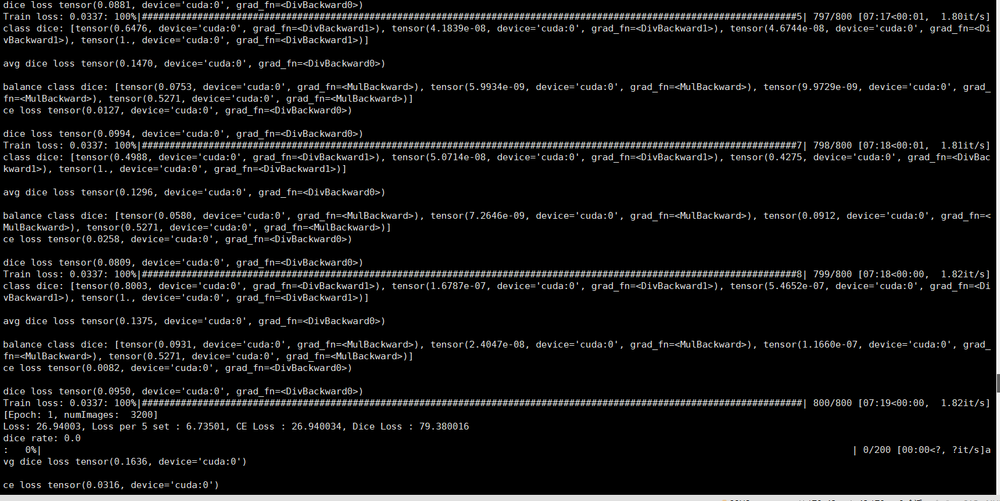 dice loss tensor(0.0881, device='cuda:0', grad_fn=<DivBackward0>)
Train loss: 0.0337: 100%|######################################################################################################################5| 797/800 [07:17<00:01,  1.80it/s]
class dice: [tensor(0.6476, device='cuda:0', grad_fn=<DivBackward1>), tensor(4.1839e-08, device='cuda:0', grad_fn=<DivBackward1>), tensor(4.6744e-08, device='cuda:0', grad_fn=<Di
vBackward1>), tensor(1., device='cuda:0', grad_fn=<DivBackward1>)]
avg dice loss tensor(0.1470, device='cuda:0', grad_fn=<DivBackward0>)
balance class dice: [tensor(0.0753, device='cuda:0', grad_fn=<MulBackward>), tensor(5.9934e-09, device='cuda:0', grad_fn=<MulBackward>), tensor(9.9729e-09, device='cuda:0', grad_
fn=<MulBackward>), tensor(0.5271, device='cuda:0', grad_fn=<MulBackward>)]
ce loss tensor(0.0127, device='cuda:0', grad_fn=<DivBackward0>)
dice loss tensor(0.0994, device='cuda:0', grad_fn=<DivBackward0>)
Train loss: 0.0337: 100%|######################################################################################################################7| 798/800 [07:18<00:01,  1.81it/s]
class dice: [tensor(0.4988, device='cuda:0', grad_fn=<DivBackward1>), tensor(5.0714e-08, device='cuda:0', grad_fn=<DivBackward1>), tensor(0.4275, device='cuda:0', grad_fn=<DivBac
kward1>), tensor(1., device='cuda:0', grad_fn=<DivBackward1>)]
avg dice loss tensor(0.1296, device='cuda:0', grad_fn=<DivBackward0>)
balance class dice: [tensor(0.0580, device='cuda:0', grad_fn=<MulBackward>), tensor(7.2646e-09, device='cuda:0', grad_fn=<MulBackward>), tensor(0.0912, device='cuda:0', grad_fn=<
MulBackward>), tensor(0.5271, device='cuda:0', grad_fn=<MulBackward>)]
ce loss tensor(0.0258, device='cuda:0', grad_fn=<DivBackward0>)
dice loss tensor(0.0809, device='cuda:0', grad_fn=<DivBackward0>)
Train loss: 0.0337: 100%|######################################################################################################################8| 799/800 [07:18<00:00,  1.82it/s]
class dice: [tensor(0.8003, device='cuda:0', grad_fn=<DivBackward1>), tensor(1.6787e-07, device='cuda:0', grad_fn=<DivBackward1>), tensor(5.4652e-07, device='cuda:0', grad_fn=<Di
vBackward1>), tensor(1., device='cuda:0', grad_fn=<DivBackward1>)]
avg dice loss tensor(0.1375, device='cuda:0', grad_fn=<DivBackward0>)
balance class dice: [tensor(0.0931, device='cuda:0', grad_fn=<MulBackward>), tensor(2.4047e-08, device='cuda:0', grad_fn=<MulBackward>), tensor(1.1660e-07, device='cuda:0', grad_
fn=<MulBackward>), tensor(0.5271, device='cuda:0', grad_fn=<MulBackward>)]
ce loss tensor(0.0082, device='cuda:0', grad_fn=<DivBackward0>)
dice loss tensor(0.0950, device='cuda:0', grad_fn=<DivBackward0>)
Train loss: 0.0337: 100%|#######################################################################################################################| 800/800 [07:19<00:00,  1.82it/s]
[Epoch: 1, numImages:  3200]
Loss: 26.94003, Loss per 5 set : 6.73501, CE Loss : 26.940034, Dice Loss : 79.380016
dice rate: 0.0
:   0%|                                                                                                                                                  | 0/200 [00:00<?, ?it/s]a
vg dice loss tensor(0.1636, device='cuda:0')
ce loss tensor(0.0316, device='cuda:0')